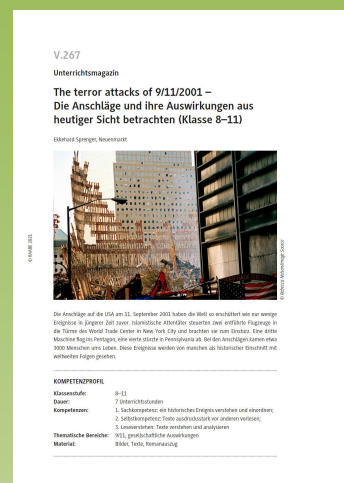 V.267
Unterrichtsmagazin
The terror attacks of 9/11/2001 –
Die Anschläge und ihre Auswirkungen aus
heutiger Sicht betrachten (Klasse 8–11)
Ekkehard Sprenger, Neuenmarkt
© RAABE 2021
Die Anschläge auf die USA am 11. September 2001 haben die Welt so erschüttert wie nur wenige
Ereignisse in jüngerer Zeit zuvor. Islamistische Attentäter steuerten zwei entführte Flugzeuge in
die Türme des World Trade Center in New York City und brachten sie zum Einsturz. Eine dritte
Maschine flog ins Pentagon, eine vierte stürzte in Pennsylvania ab. Bei den Anschlägen kamen etwa
3000 Menschen ums Leben. Diese Ereignisse werden von manchen als historischer Einschnitt mit
weltweiten Folgen gesehen.
KOMPETENZPROFIL
Klassenstufe: 8–11
Dauer: 7 Unterrichtsstunden
Kompetenzen: 1. Sachkompetenz: ein historisches Ereignis verstehen und einordnen;
2. Selbstkompetenz: Texte ausdrucksstark vor anderen vorlesen;
3. Leseverstehen: Texte verstehen und analysieren
Thematische Bereiche: 9/11, gesellschaftliche Auswirkungen
Material: Bilder, Texte, Romanauszug